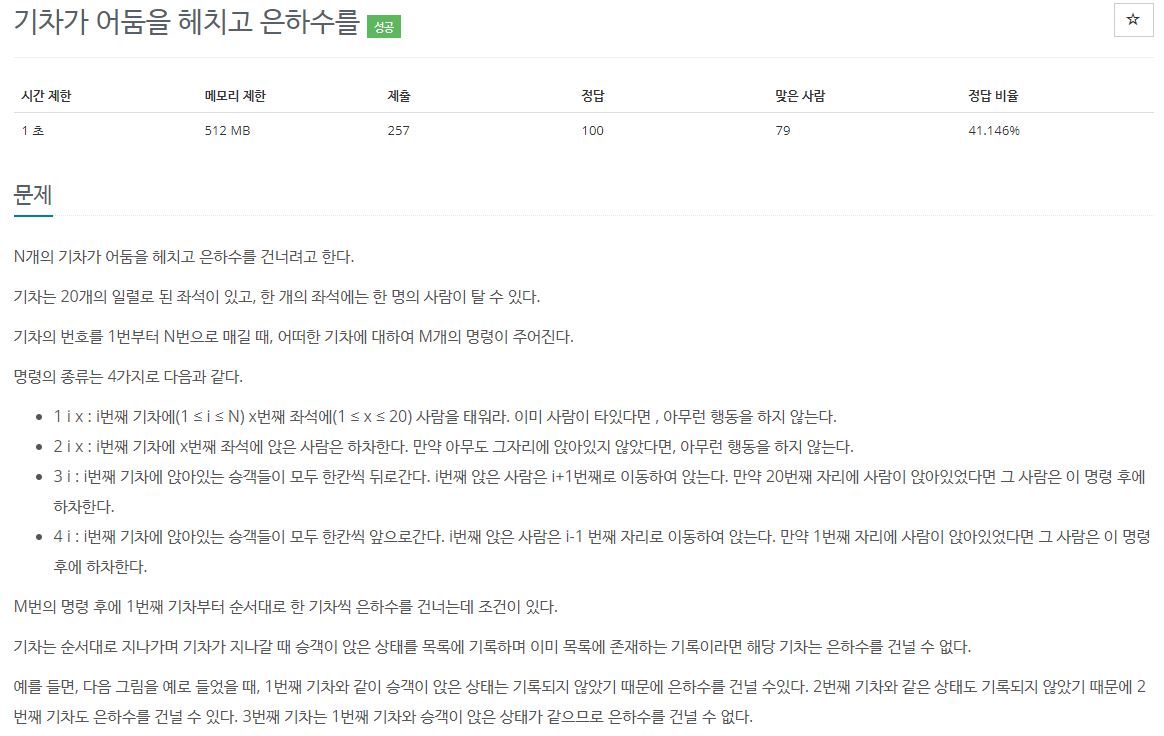 기차가 어둠을 헤치고 은하수를 성공
☆
시간 제한 메모리 제한 제출 정답 맞은 사람 정답 비율
1 초 512 MB 257 100 79 41.146%
문제
N개의 기차가 어둠을 헤치고 은하수를 건너려고 한다.
기차는 20개의 일렬로 된 좌석이 있고, 한 개의 좌석에는 한 명의 사람이 탈 수 있다.
기차의 번호를 1번부터 N번으로 매길 때, 어떠한 기차에 대하여 M개의 명령이 주어진다.
명령의 종류는 4가지로 다음과 같다.
• 1 i x : i번째 기차에(1 ≤ i ≤ N) x번째 좌석에(1 ≤ x ≤ 20) 사람을 태워라. 이미 사람이 타있다면 , 아무런 행동을 하지 않는다.
• 2 i x : i번째 기차에 x번째 좌석에 앉은 사람은 하차한다. 만약 아무도 그자리에 앉아있지 않았다면, 아무런 행동을 하지 않는다.
• 3 i : i번째 기차에 앉아있는 승객들이 모두 한칸씩 뒤로간다. i번째 앉은 사람은 i+1번째로 이동하여 앉는다. 만약 20번째 자리에 사람이 앉아있었다면 그 사람은 이 명령 후에
하차한다.
• 4 i : i번째 기차에 앉아있는 승객들이 모두 한칸씩 앞으로간다. i번째 앉은 사람은 i-1 번째 자리로 이동하여 앉는다. 만약 1번째 자리에 사람이 앉아있었다면 그 사람은 이 명령
후에 하차한다.
M번의 명령 후에 1번째 기차부터 순서대로 한 기차씩 은하수를 건너는데 조건이 있다.
기차는 순서대로 지나가며 기차가 지나갈 때 승객이 앉은 상태를 목록에 기록하며 이미 목록에 존재하는 기록이라면 해당 기차는 은하수를 건널 수 없다.
예를 들면, 다음 그림을 예로 들었을 때, 1번째 기차와 같이 승객이 앉은 상태는 기록되지 않았기 때문에 은하수를 건널 수있다. 2번째 기차와 같은 상태도 기록되지 않았기 때문에 2
번째 기차도 은하수를 건널 수 있다. 3번째 기차는 1번째 기차와 승객이 앉은 상태가 같으므로 은하수를 건널 수 없다.